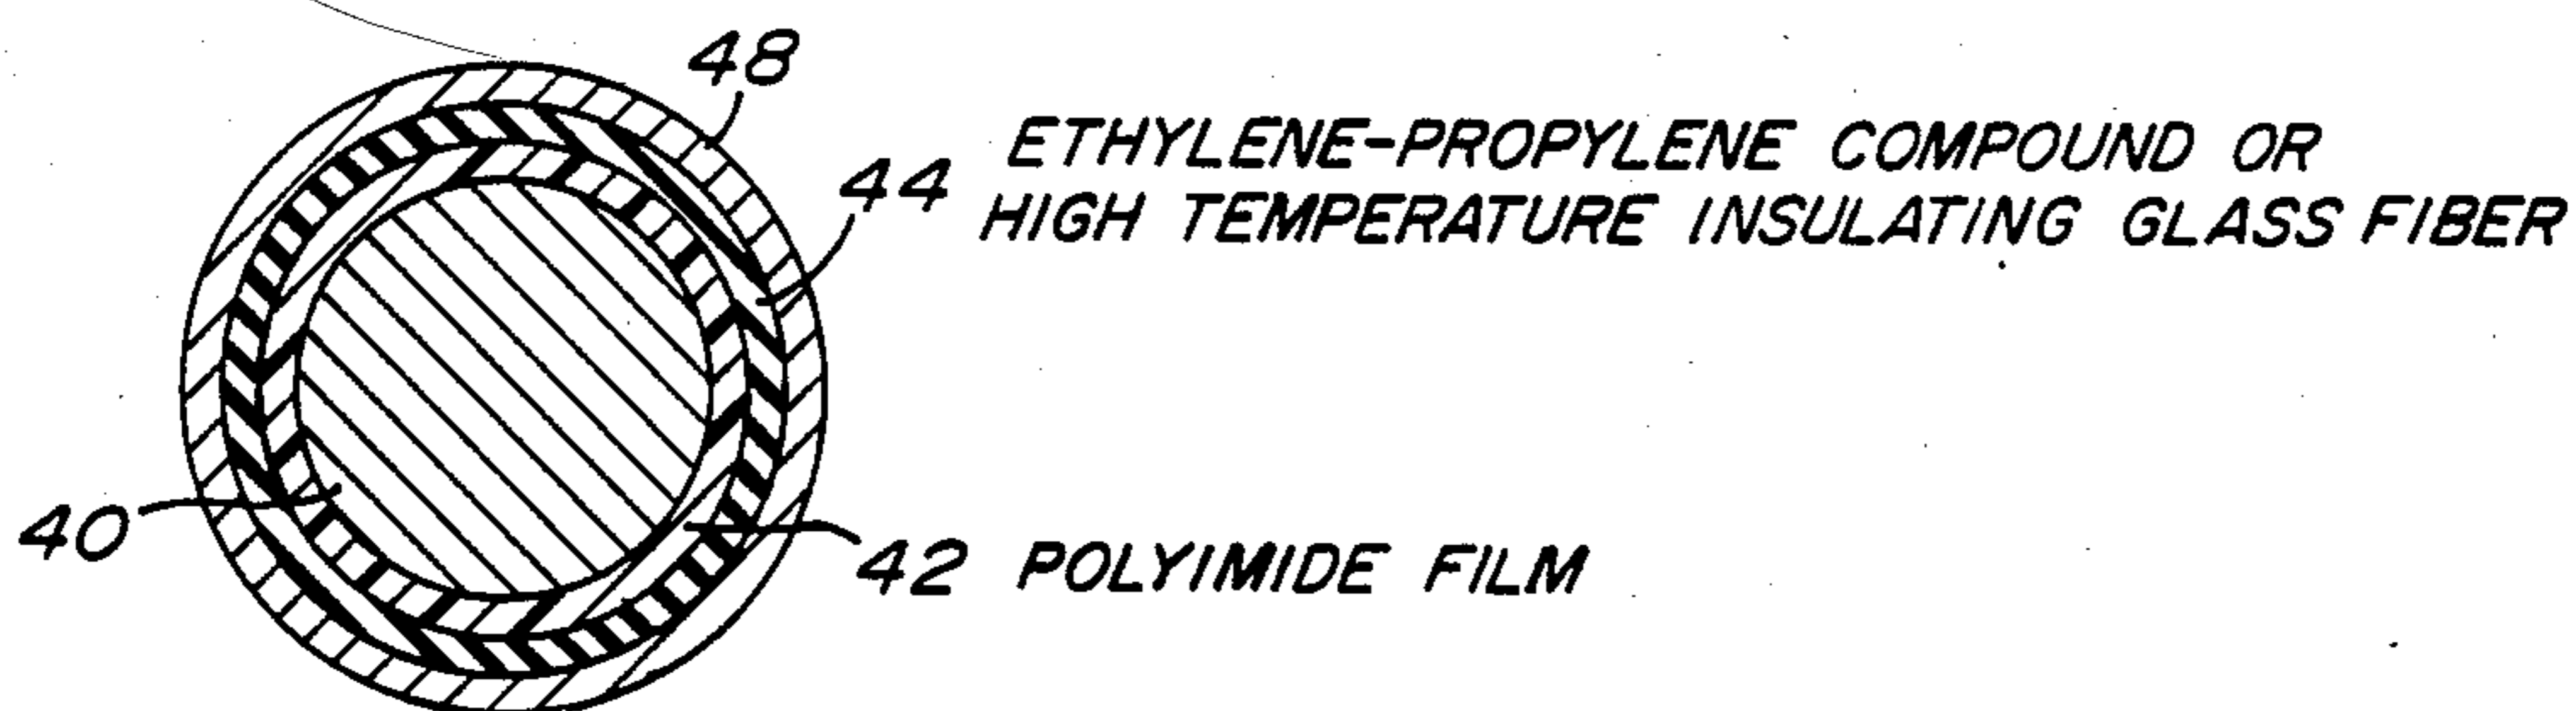 48
44 ETHYLENE-PROPYLENE COMPOUND OR
HIGH TEMPERATURE INSULATING GLASS FIBER
40
42 POLYIMIDE FILM